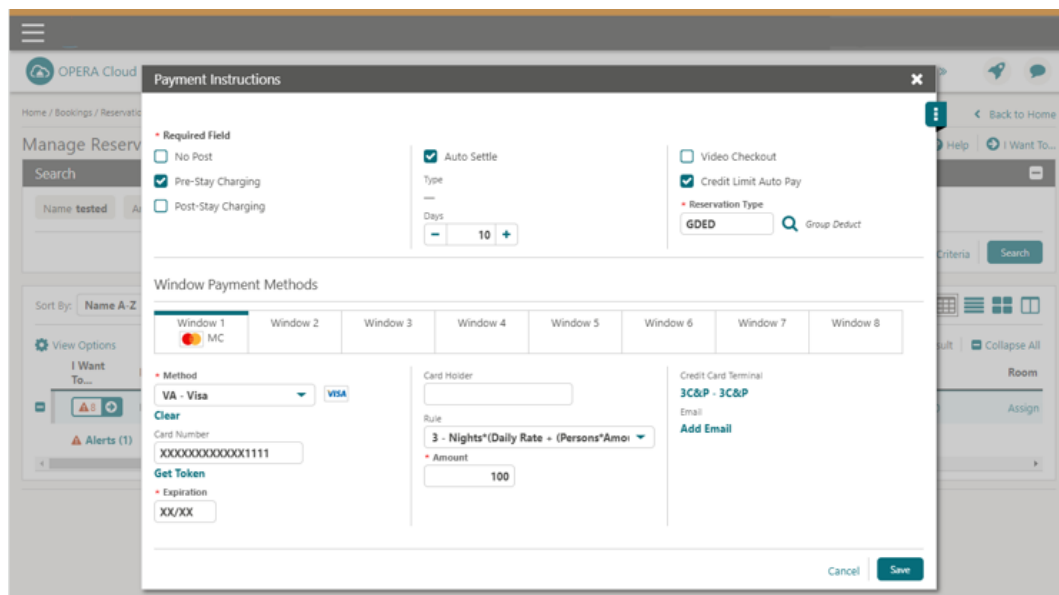 OPERA Cloud
Payment Instructions
Home / Bookings / Reservatio
Back to Home
Manage Reserv
Help
I Want To...
* Required Field
No Post
Auto Settle
Video Checkout
Search
Pre-Stay Charging
Type
Credit Limit Auto Pay
Name tested
Post-Stay Charging
—
* Reservation Type
Days
GDED
Group Deduct
- 10 +
Criteria
Search
Window Payment Methods
Sort By: Name A-Z
Window 1
MC
Window 2
Window 3
Window 4
Window 5
Window 6
Window 7
Window 8
View Options
sult
Collapse All
I Want To...
Room
* Method
Card Holder
Credit Card Terminal
VA - Visa
VISA
3C&P - 3C&P
Clear
Rule
Email
8
Assign
Card Number
3 - Nights*(Daily Rate + (Persons*Amou
Add Email
Alerts (1)
XXXXXXXXXXXX1111
* Amount
Get Token
100
* Expiration
XX/XX
Cancel
Save